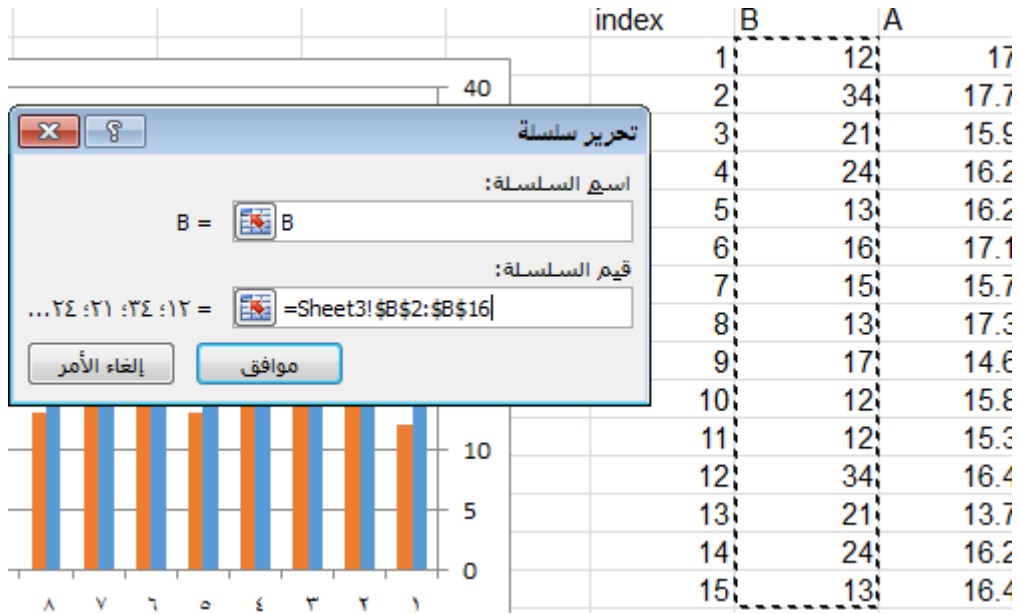 index B A
1 12 17
2 34 17.7
3 21 15.9
4 24 16.2
5 13 16.2
6 16 17.1
7 15 15.7
8 13 17.3
9 17 14.6
10 12 15.8
11 12 15.3
12 34 16.4
13 21 13.7
14 24 16.2
15 13 16.4
تحرير سلسلة
اسم السلسلة:
B = B
قيم السلسلة:
=Sheet3!$B$2:$B$16 = ١٢؛ ٣٤؛ ٢١؛ ٢٤...
موافق إلغاء الأمر
40
10
5
0
١ ٢ ٣ ٤ ٥ ٦ ٧ ٨